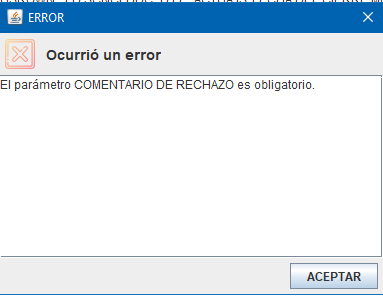 ERROR
Ocurrió un error
El parámetro COMENTARIO DE RECHAZO es obligatorio.
ACEPTAR